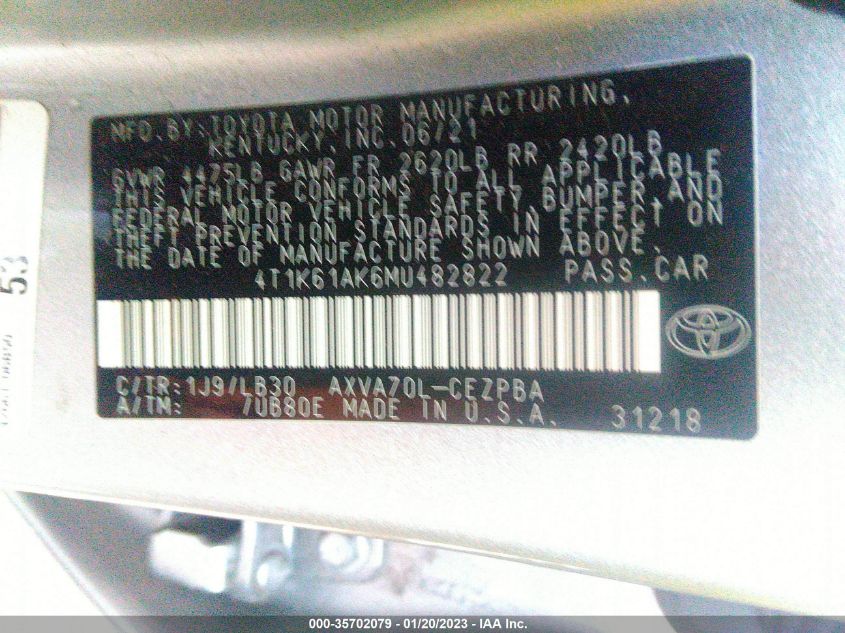 MFD. BY: TOYOTA MOTOR MANUFACTURING,
KENTUCKY, INC. 06/21
GVWR 4475LB GAWR FR 2620LB RR 2420LB
THIS VEHICLE CONFORMS TO ALL APPLICABLE
FEDERAL MOTOR VEHICLE SAFETY, BUMPER, AND
THEFT PREVENTION STANDARDS IN EFFECT ON
THE DATE OF MANUFACTURE SHOWN ABOVE.
4T1K61AK6MU482822 PASS. CAR
C/TR: 1J9/LB30 AXVA70L-CEZPBA
A/TM: 7UB80E MADE IN U.S.A. 31218
53
000-35702079 - 01/20/2023 - IAA Inc.